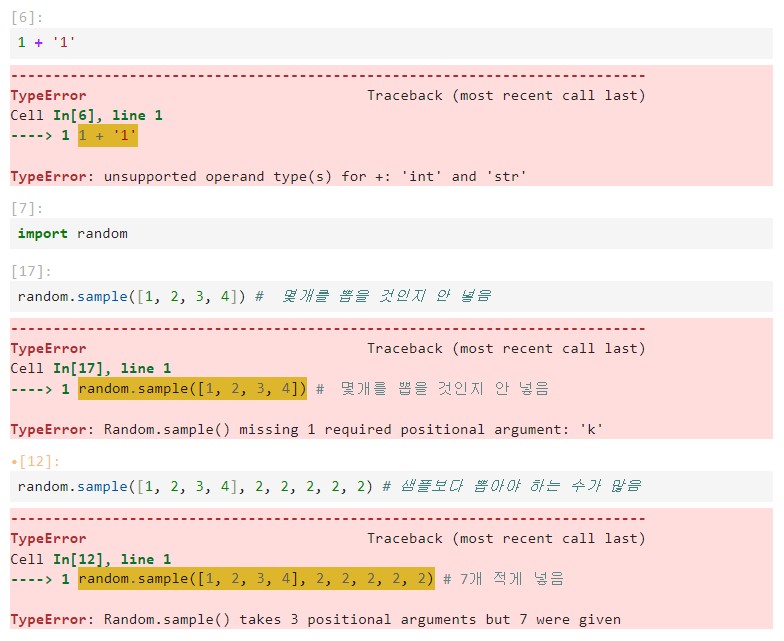 [6]:
1 + '1'
---------------------------------------------------------------------------
TypeError                                 Traceback (most recent call last)
Cell In[6], line 1
----> 1 1 + '1'
TypeError: unsupported operand type(s) for +: 'int' and 'str'
[7]:
import random
[17]:
random.sample([1, 2, 3, 4]) #  몇개를 뽑을 것인지 안 넣음
---------------------------------------------------------------------------
TypeError                                 Traceback (most recent call last)
Cell In[17], line 1
----> 1 random.sample([1, 2, 3, 4]) #  몇개를 뽑을 것인지 안 넣음
TypeError: Random.sample() missing 1 required positional argument: 'k'
•[12]:
random.sample([1, 2, 3, 4], 2, 2, 2, 2, 2) # 샘플보다 뽑아야 하는 수가 많음
---------------------------------------------------------------------------
TypeError                                 Traceback (most recent call last)
Cell In[12], line 1
----> 1 random.sample([1, 2, 3, 4], 2, 2, 2, 2, 2) # 7개 적게 넣음
TypeError: Random.sample() takes 3 positional arguments but 7 were given